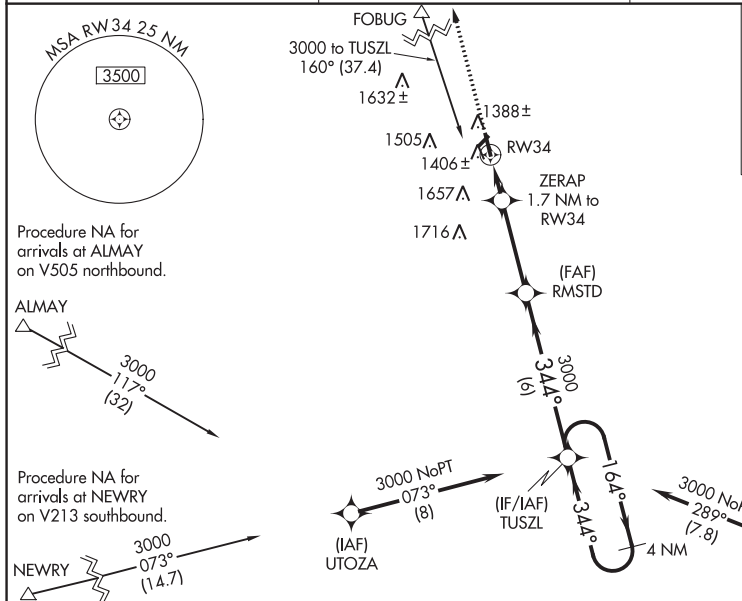 MSA RW34 25 NM
3500
FOBUG
3000 to TUSZL
160° (37.4)
1632±
1388±
1505
1406±
RW34
1657
ZERAP
1.7 NM to
RW34
1716
Procedure NA for
arrivals at ALMAY
on V505 northbound.
(FAF)
RMSTD
ALMAY
3000
117°
(32)
3000
344°
(6)
Procedure NA for
arrivals at NEWRY
on V213 southbound.
3000 NoPT
073°
(8)
(IF/IAF)
TUSZL
164°
344°
4 NM
3000 No
289°
(7.8)
(IAF)
UTOZA
NEWRY
3000
073°
(14.7)